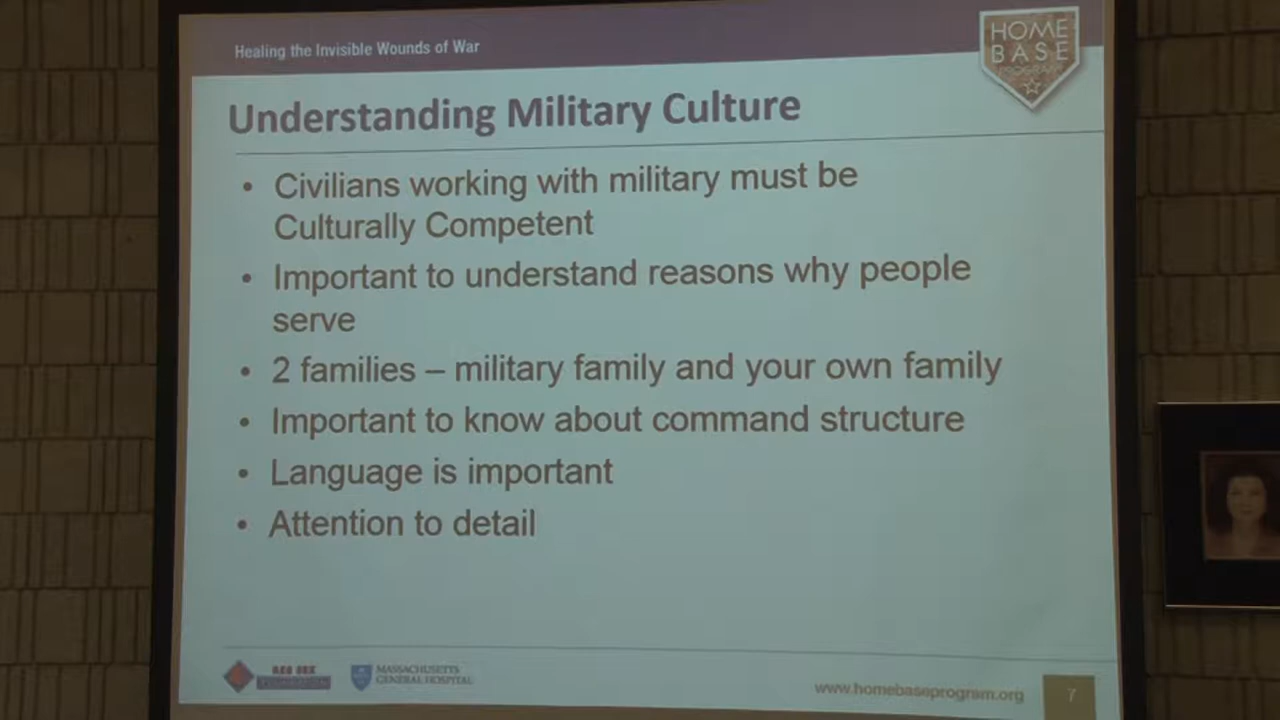 Healing the Invisible Wounds of War
HOME
BASE
PROGRAM
Understanding Military Culture
• Civilians working with military must be
Culturally Competent
• Important to understand reasons why people
serve
• 2 families – military family and your own family
• Important to know about command structure
• Language is important
• Attention to detail
RED SOX
FOUNDATION
MASSACHUSETTS
GENERAL HOSPITAL
www.homebaseprogram.org
7